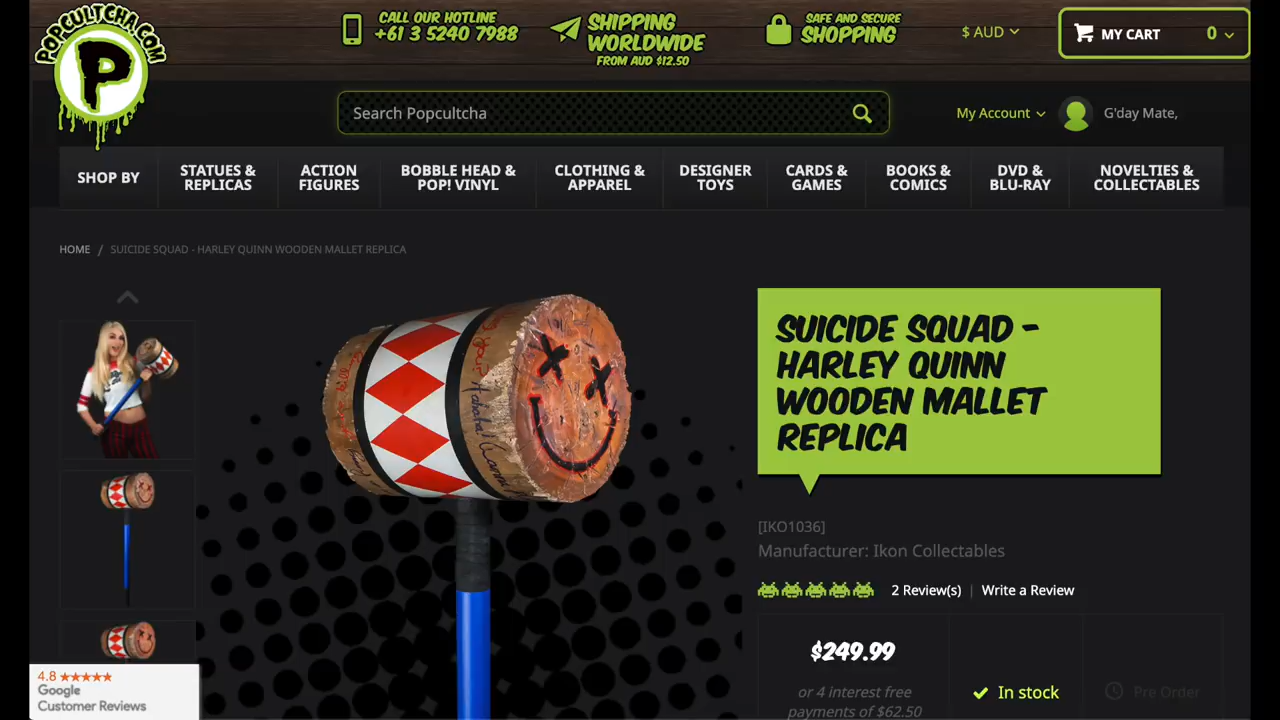 POPCULTCHA.COM
P
CALL OUR HOTLINE
+61 3 5240 7988
SHIPPING
WORLDWIDE
FROM AUD $12.50
SAFE AND SECURE
SHOPPING
$ AUD
MY CART 0
Search Popcultcha
My Account
G'day Mate,
SHOP BY
STATUES &
REPLICAS
ACTION
FIGURES
BOBBLE HEAD &
POP! VINYL
CLOTHING &
APPAREL
DESIGNER
TOYS
CARDS &
GAMES
BOOKS &
COMICS
DVD &
BLU-RAY
NOVELTIES &
COLLECTABLES
HOME / SUICIDE SQUAD - HARLEY QUINN WOODEN MALLET REPLICA
SUICIDE SQUAD -
HARLEY QUINN
WOODEN MALLET
REPLICA
[IKO1036]
Manufacturer: Ikon Collectables
2 Review(s) | Write a Review
$249.99
or 4 interest free
payments of $62.50
In stock
Pre Order
4.8
Google
Customer Reviews